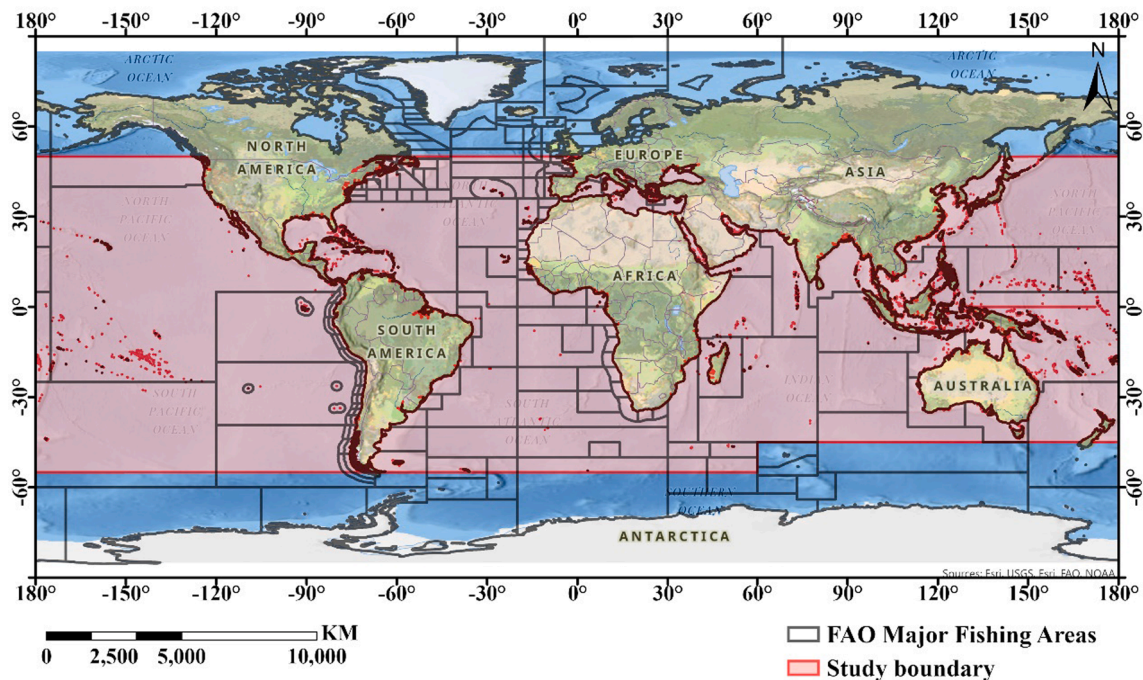 180° -150° -120° -90° -60° -30° 0° 30° 60° 90° 120° 150° 180°
N
ARCTIC
OCEAN
ARCTIC
OCEAN
60°
60°
NORTH
AMERICA
EUROPE
ASIA
30°
30°
NORTH
PACIFIC
OCEAN
NORTH
ATLANTIC
OCEAN
NORTH
PACIFIC
OCEAN
AFRICA
0°
0°
SOUTH
AMERICA
AUSTRALIA
-30°
-30°
SOUTH
PACIFIC
OCEAN
SOUTH
ATLANTIC
OCEAN
INDIAN
OCEAN
-60°
-60°
SOUTHERN
OCEAN
ANTARCTICA
Sources: Esri, USGS, Esri, FAO, NOAA
180° -150° -120° -90° -60° -30° 0° 30° 60° 90° 120° 150° 180°
KM
0 2,500 5,000 10,000
FAO Major Fishing Areas
Study boundary